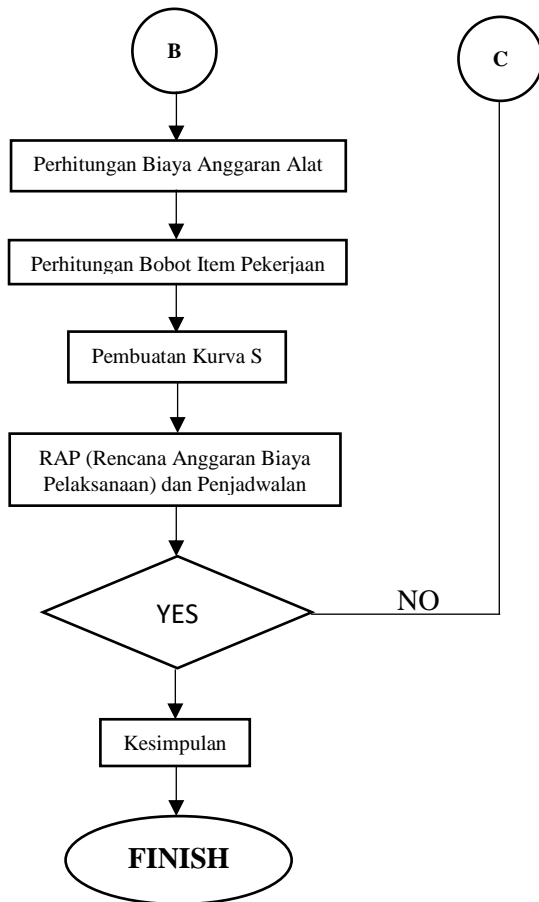 B
C
Perhitungan Biaya Anggaran Alat
Perhitungan Bobot Item Pekerjaan
Pembuatan Kurva S
RAP (Rencana Anggaran Biaya
Pelaksanaan) dan Penjadwalan
YES
NO
Kesimpulan
FINISH